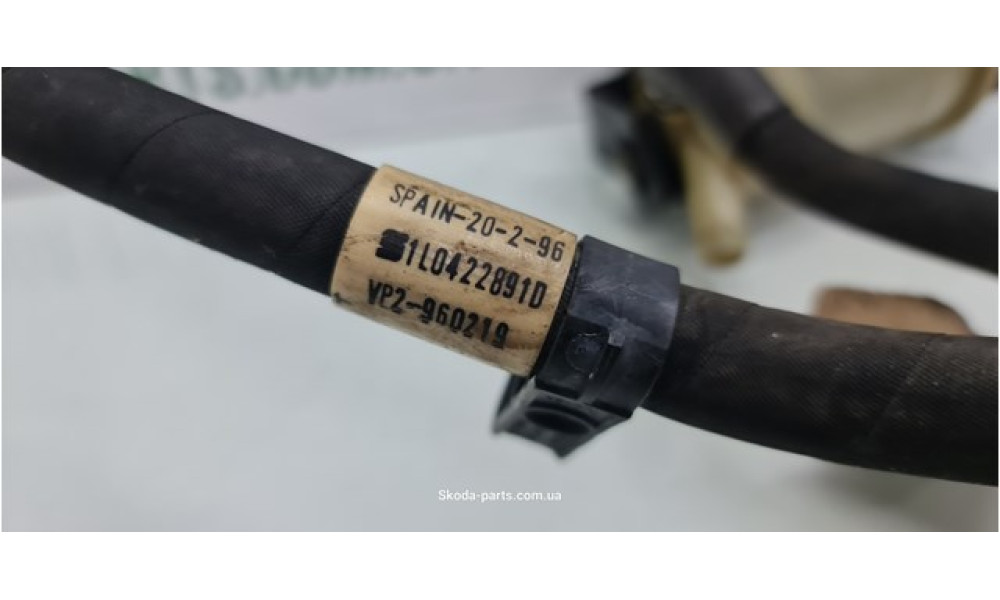 SPAIN-20-2-96
1L0422891D
VP2-960219
Skoda-parts.com.ua